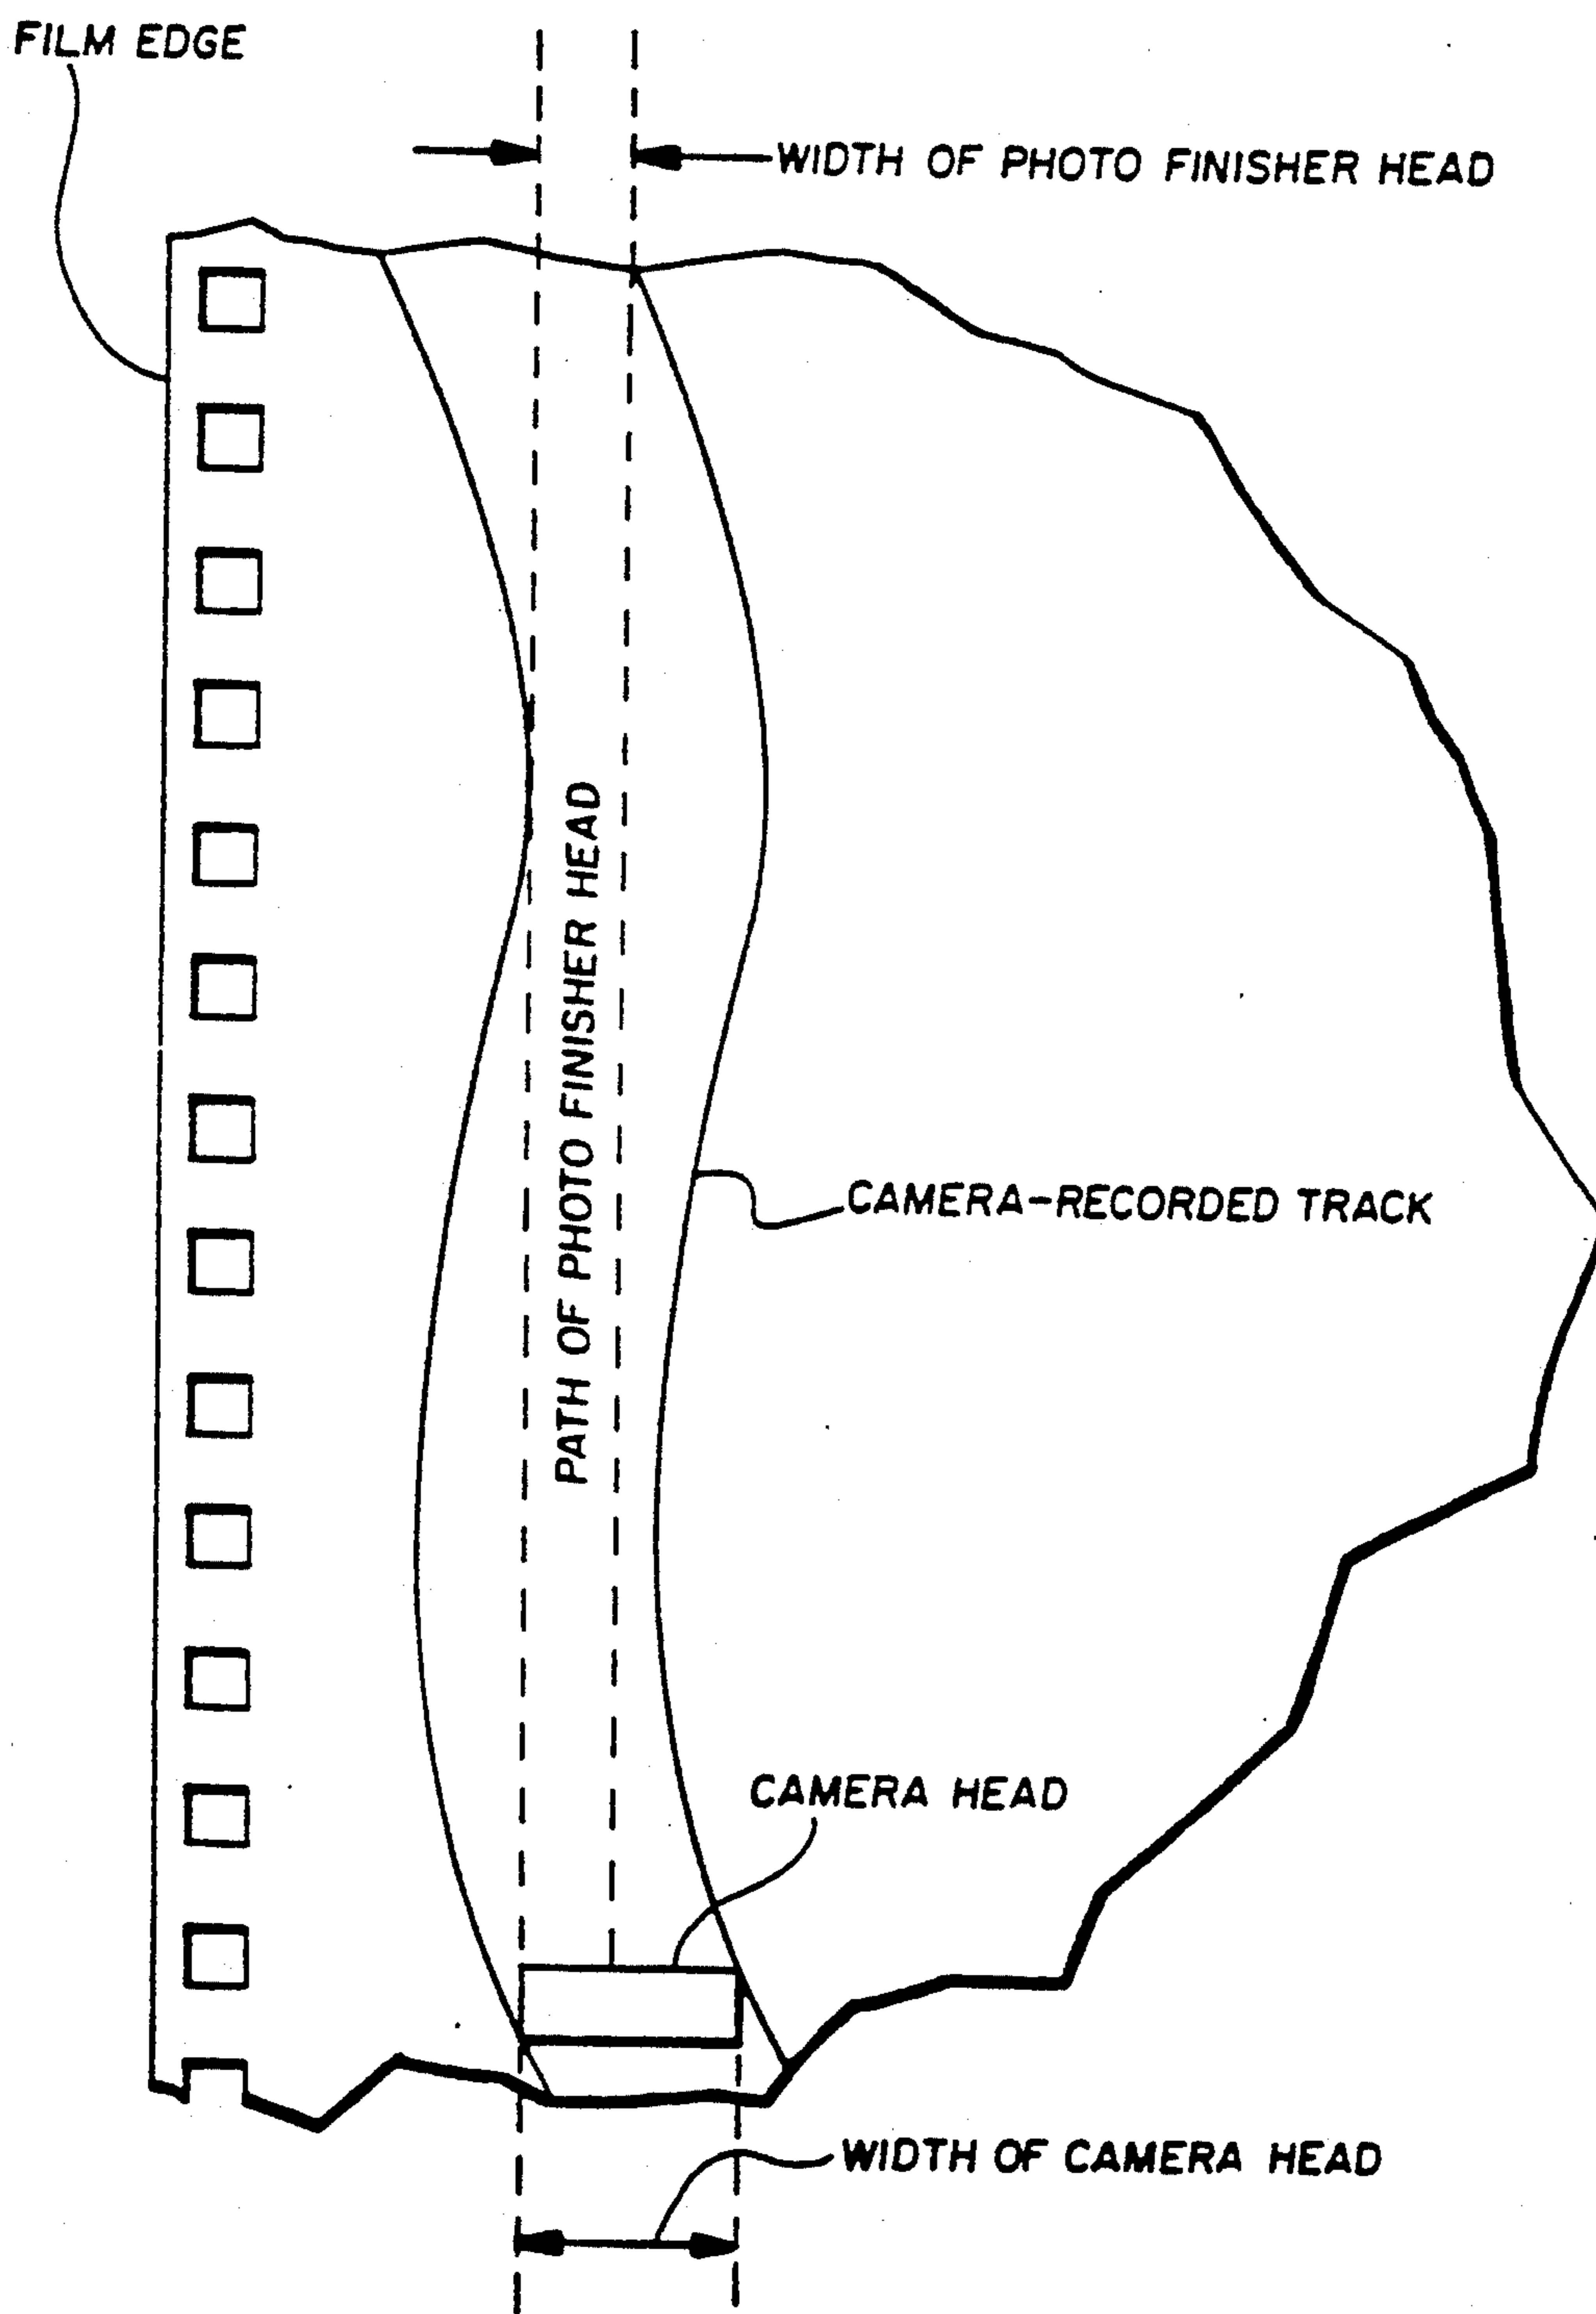 FILM EDGE
WIDTH OF PHOTO FINISHER HEAD
PATH OF PHOTO FINISHER HEAD
CAMERA-RECORDED TRACK
CAMERA HEAD
WIDTH OF CAMERA HEAD